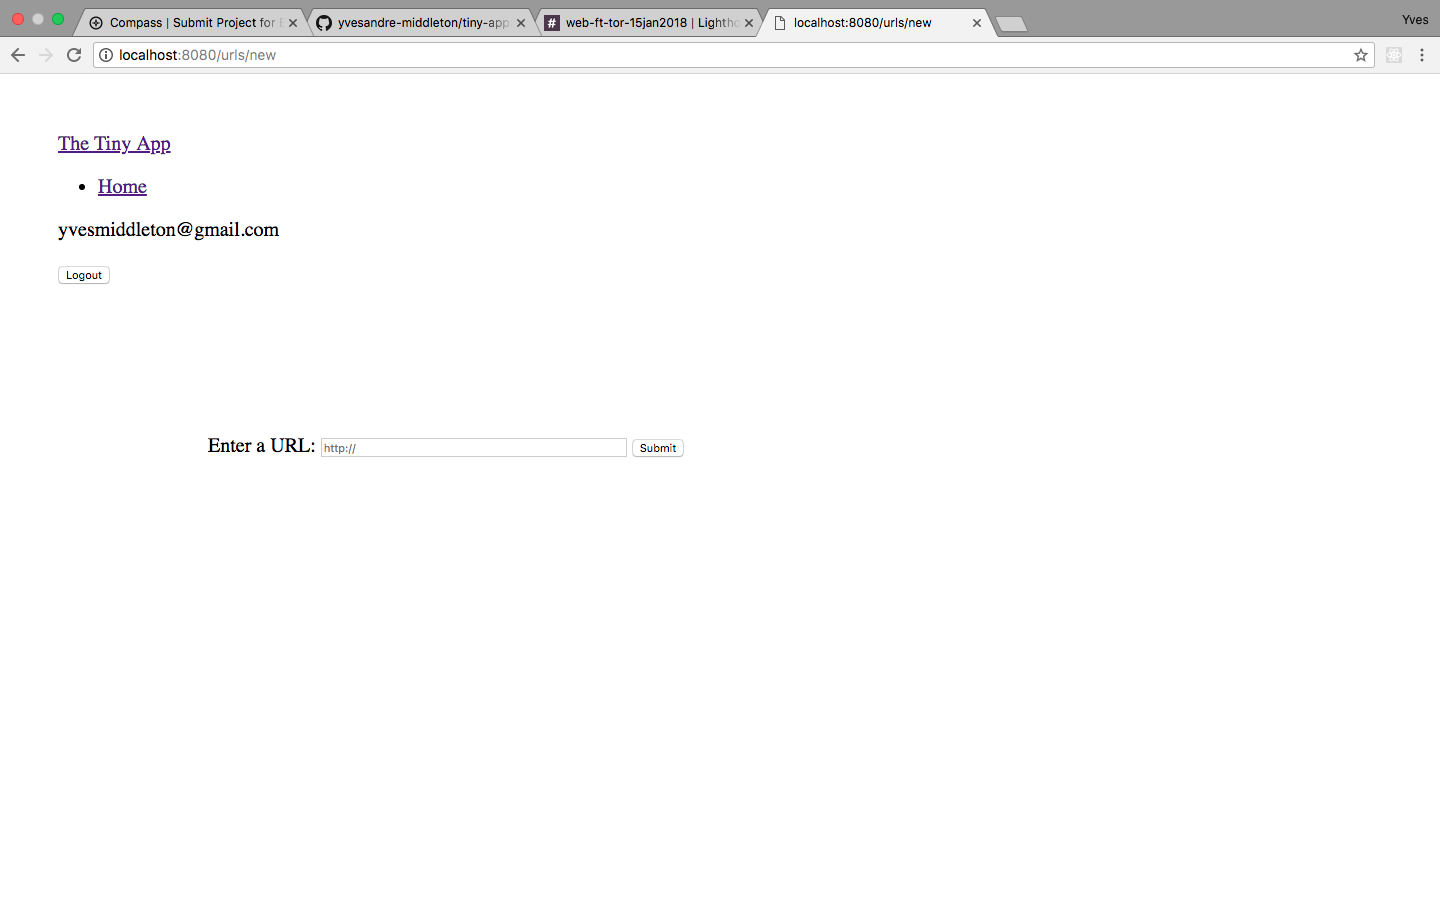 Compass | Submit Project for
yvesandre-middleton/tiny-app
web-ft-tor-15jan2018 | Lightho
localhost:8080/urls/new
Yves
localhost:8080/urls/new
The Tiny App
Home
yvesmiddleton@gmail.com
Logout
Enter a URL: http:// Submit